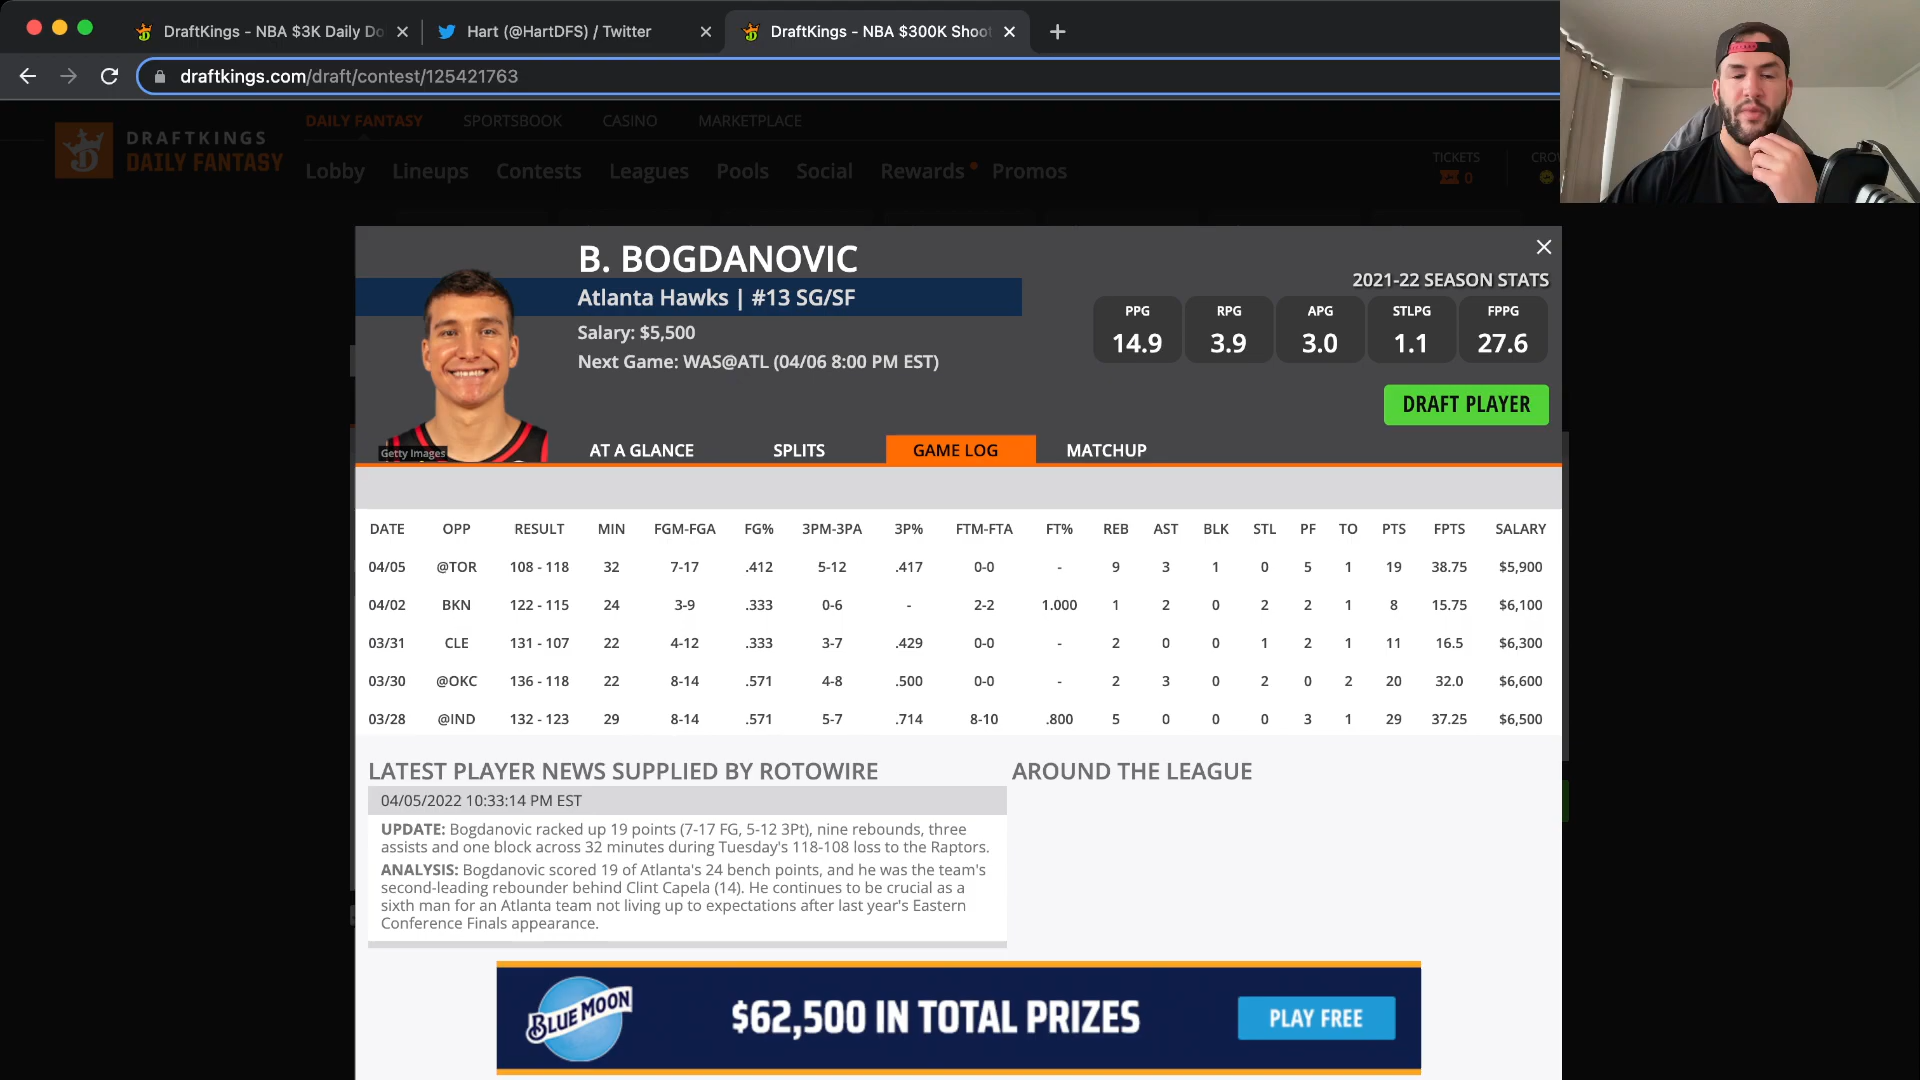 DraftKings - NBA $3K Daily Do
Hart (@HartDFS) / Twitter
DraftKings - NBA $300K Shoot
draftkings.com/draft/contest/125421763
DRAFTKINGS
DAILY FANTASY
DAILY FANTASY SPORTSBOOK CASINO MARKETPLACE
Lobby Lineups Contests Leagues Pools Social Rewards Promos
TICKETS
0
CRO
B. BOGDANOVIC
Atlanta Hawks | #13 SG/SF
Salary: $5,500
Next Game: WAS@ATL (04/06 8:00 PM EST)
Getty Images
2021-22 SEASON STATS
PPG RPG APG STLPG FPPG
14.9 3.9 3.0 1.1 27.6
DRAFT PLAYER
AT A GLANCE SPLITS GAME LOG MATCHUP
DATE OPP RESULT MIN FGM-FGA FG% 3PM-3PA 3P% FTM-FTA FT% REB AST BLK STL PF TO PTS FPTS SALARY
04/05 @TOR 108 - 118 32 7-17 .412 5-12 .417 0-0 - 9 3 1 0 5 1 19 38.75 $5,900
04/02 BKN 122 - 115 24 3-9 .333 0-6 - 2-2 1.000 1 2 0 2 2 1 8 15.75 $6,100
03/31 CLE 131 - 107 22 4-12 .333 3-7 .429 0-0 - 2 0 0 1 2 1 11 16.5 $6,300
03/30 @OKC 136 - 118 22 8-14 .571 4-8 .500 0-0 - 2 3 0 2 0 2 20 32.0 $6,600
03/28 @IND 132 - 123 29 8-14 .571 5-7 .714 8-10 .800 5 0 0 0 3 1 29 37.25 $6,500
LATEST PLAYER NEWS SUPPLIED BY ROTOWIRE
04/05/2022 10:33:14 PM EST
UPDATE: Bogdanovic racked up 19 points (7-17 FG, 5-12 3Pt), nine rebounds, three
assists and one block across 32 minutes during Tuesday's 118-108 loss to the Raptors.
ANALYSIS: Bogdanovic scored 19 of Atlanta's 24 bench points, and he was the team's
second-leading rebounder behind Clint Capela (14). He continues to be crucial as a
sixth man for an Atlanta team not living up to expectations after last year's Eastern
Conference Finals appearance.
AROUND THE LEAGUE
BLUE MOON
$62,500 IN TOTAL PRIZES
PLAY FREE